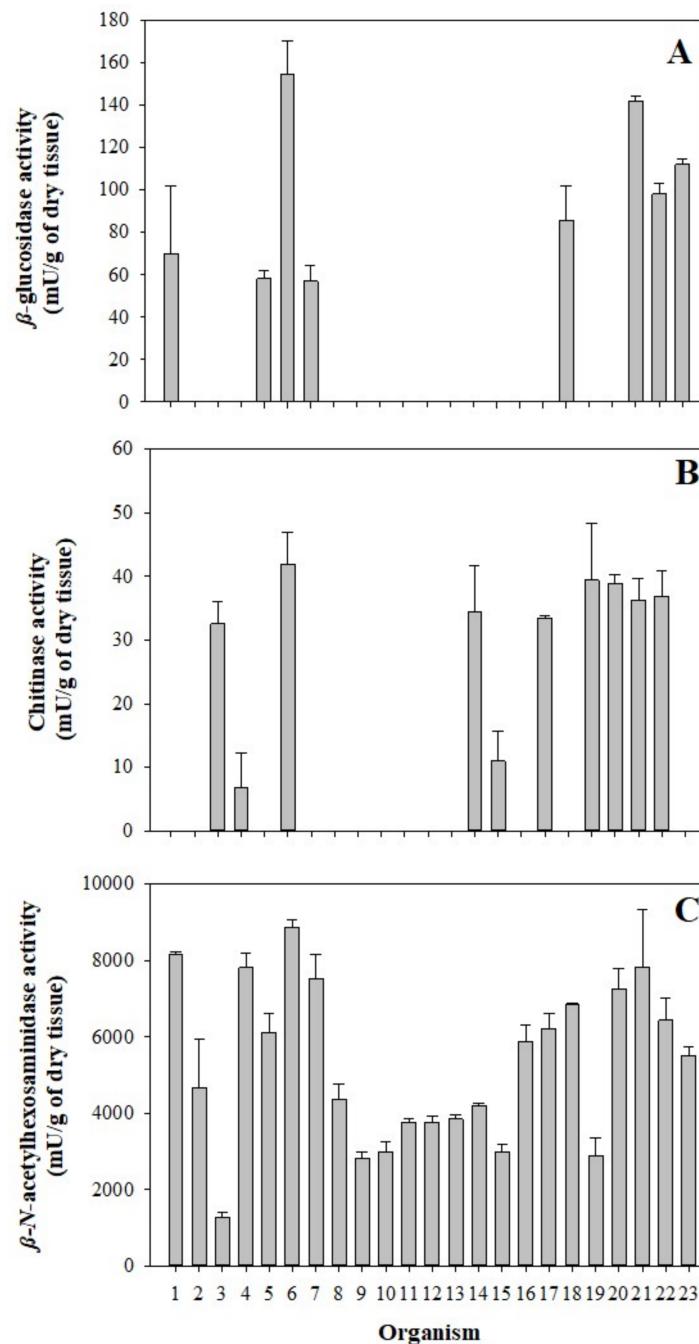 A
β-glucosidase activity
(mU/g of dry tissue)
180
160
140
120
100
80
60
40
20
0
B
Chitinase activity
(mU/g of dry tissue)
60
50
40
30
20
10
0
C
β-N-acetylhexosaminidase activity
(mU/g of dry tissue)
10000
8000
6000
4000
2000
0
1 2 3 4 5 6 7 8 9 10 11 12 13 14 15 16 17 18 19 20 21 22 23
Organism